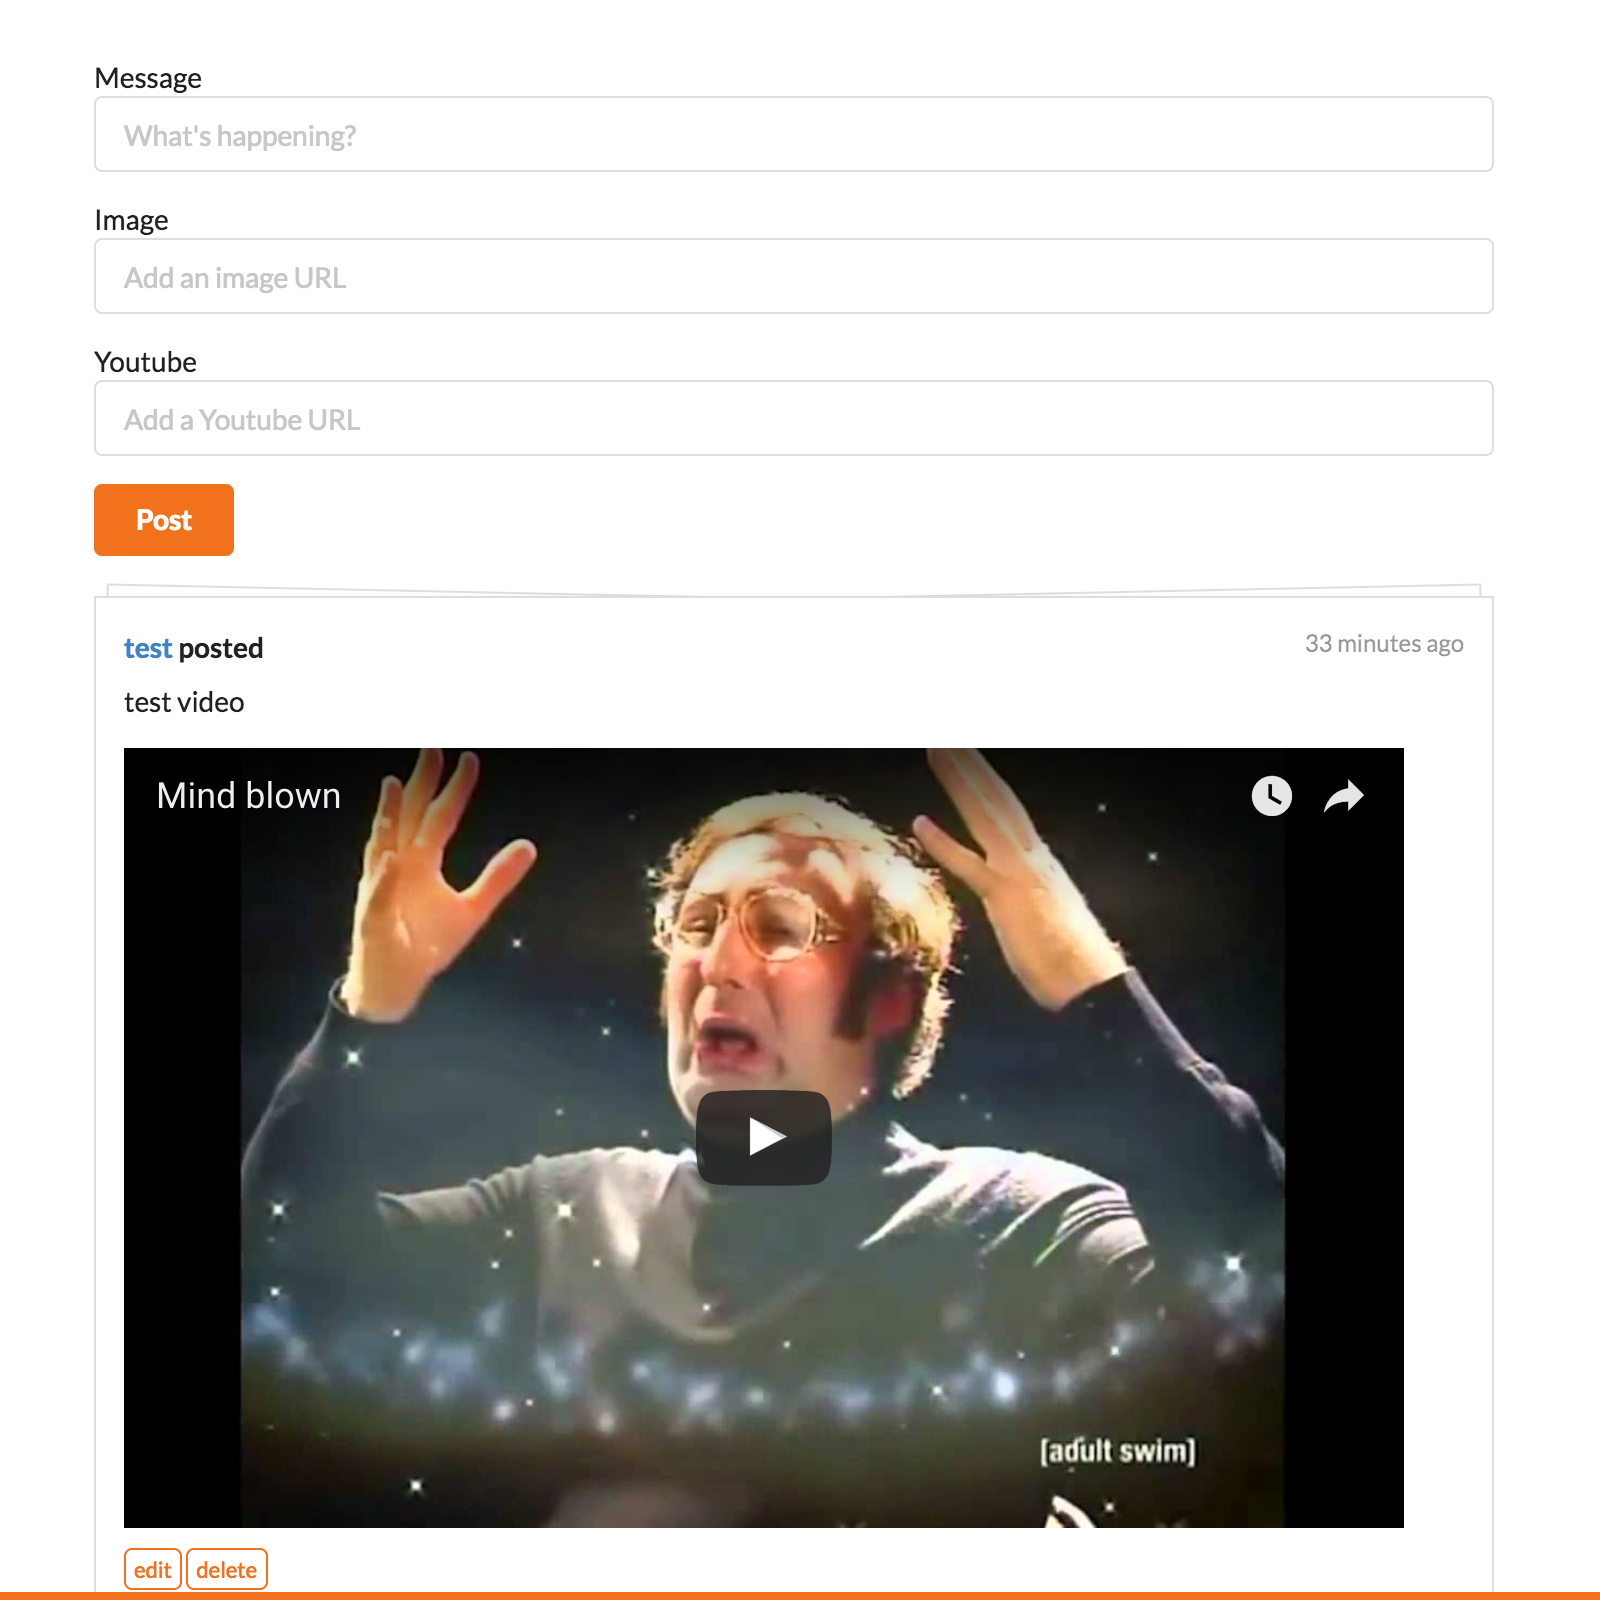 Message
What's happening?
Image
Add an image URL
Youtube
Add a Youtube URL
Post
test posted
33 minutes ago
test video
Mind blown
[adult swim]
edit delete